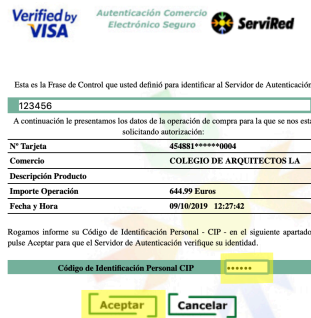 Verified by
VISA
Autenticación Comercio
Electrónico Seguro
ServiRed
Esta es la Frase de Control que usted definió para identificar al Servidor de Autenticación
123456
A continuación le presentamos los datos de la operación de compra para la que se nos está
solicitando autorización:
Nº Tarjeta 454881******0004
Comercio COLEGIO DE ARQUITECTOS LA
Descripción Producto
Importe Operación 644.99 Euros
Fecha y Hora 09/10/2019 12:27:42
Rogamos informe su Código de Identificación Personal - CIP - en el siguiente apartado
pulse Aceptar para que el Servidor de Autenticación verifique su identidad.
Código de Identificación Personal CIP ••••••
Aceptar Cancelar